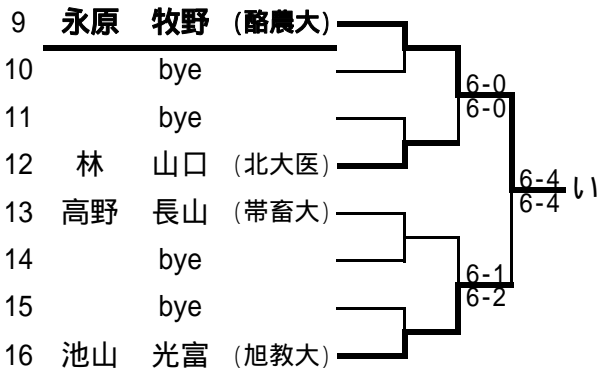 9 永原 牧野 (酪農大)
10 bye
6-0
11 bye
6-0
12 林 山口 (北大医)
6-4
い
13 高野 長山 (帯畜大)
6-4
14 bye
6-1
15 bye
6-2
16 池山 光富 (旭教大)